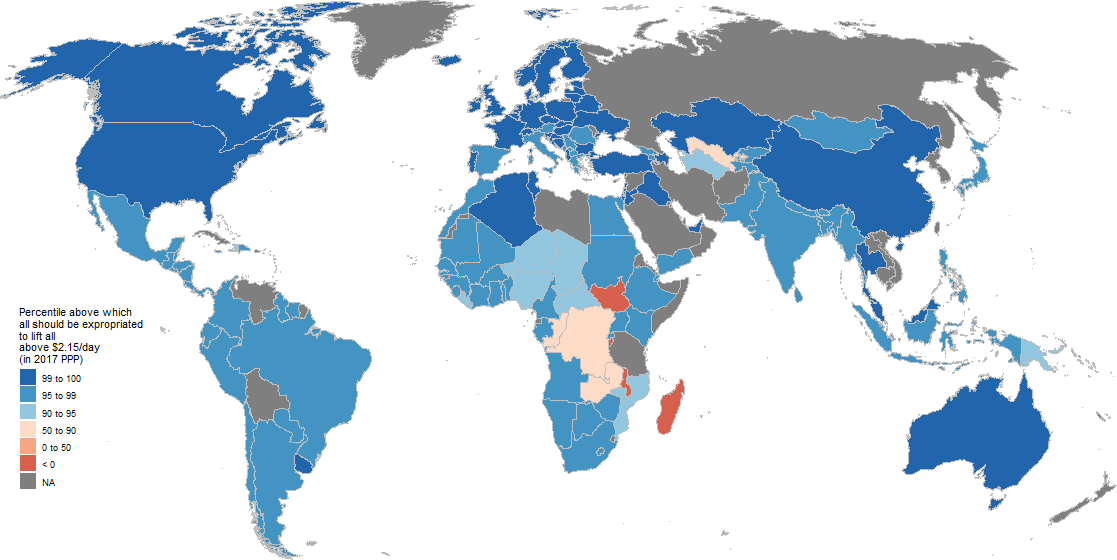 Percentile above which
all should be expropriated
to lift all
above $2.15/day
(in 2017 PPP)
99 to 100
95 to 99
90 to 95
50 to 90
0 to 50
< 0
NA